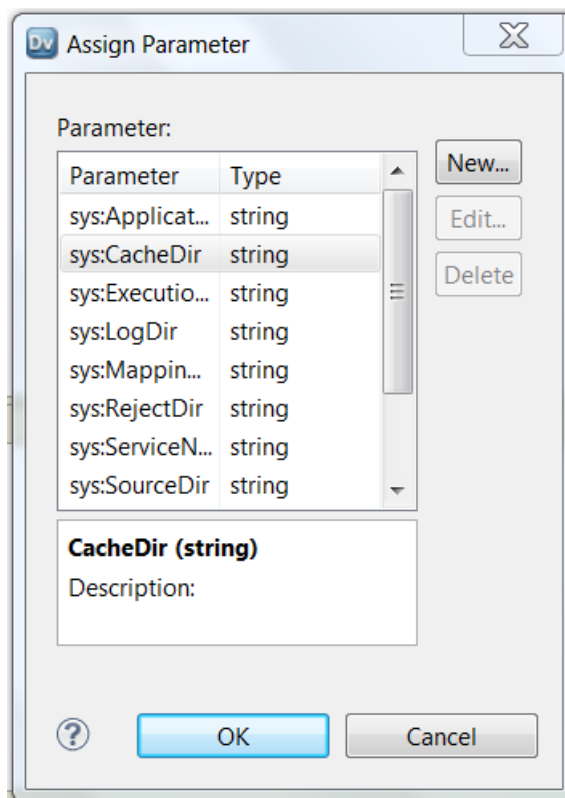 Dv Assign Parameter
Parameter:
Parameter Type
sys:Applicat... string
sys:CacheDir string
sys:Executio... string
sys:LogDir string
sys:Mappin... string
sys:RejectDir string
sys:ServiceN... string
sys:SourceDir string
New...
Edit...
Delete
CacheDir (string)
Description:
? OK Cancel